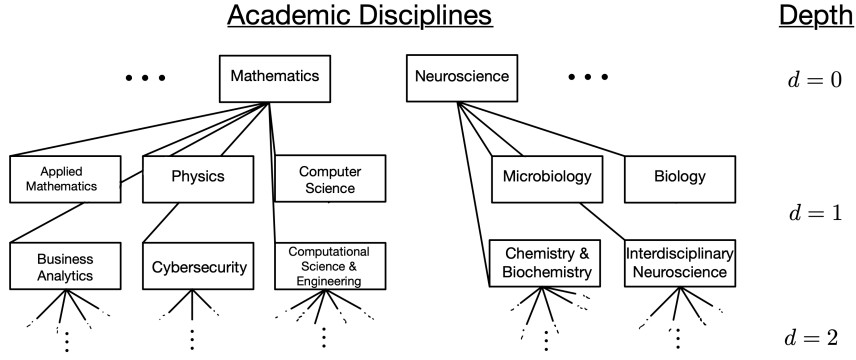 Academic Disciplines
Depth
Mathematics
Neuroscience
d = 0
Applied
Mathematics
Physics
Computer
Science
Microbiology
Biology
d = 1
Business
Analytics
Cybersecurity
Computational
Science &
Engineering
Chemistry &
Biochemistry
Interdisciplinary
Neuroscience
d = 2